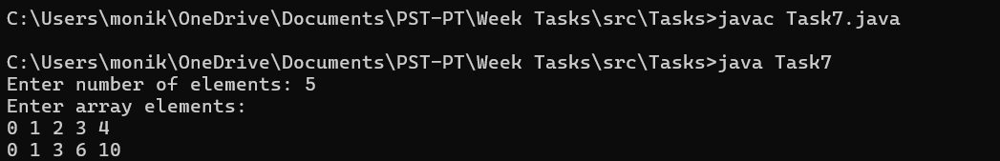 C:\Users\monik\OneDrive\Documents\PST-PT\Week Tasks\src\Tasks>javac Task7.java
C:\Users\monik\OneDrive\Documents\PST-PT\Week Tasks\src\Tasks>java Task7
Enter number of elements: 5
Enter array elements:
0 1 2 3 4
0 1 3 6 10